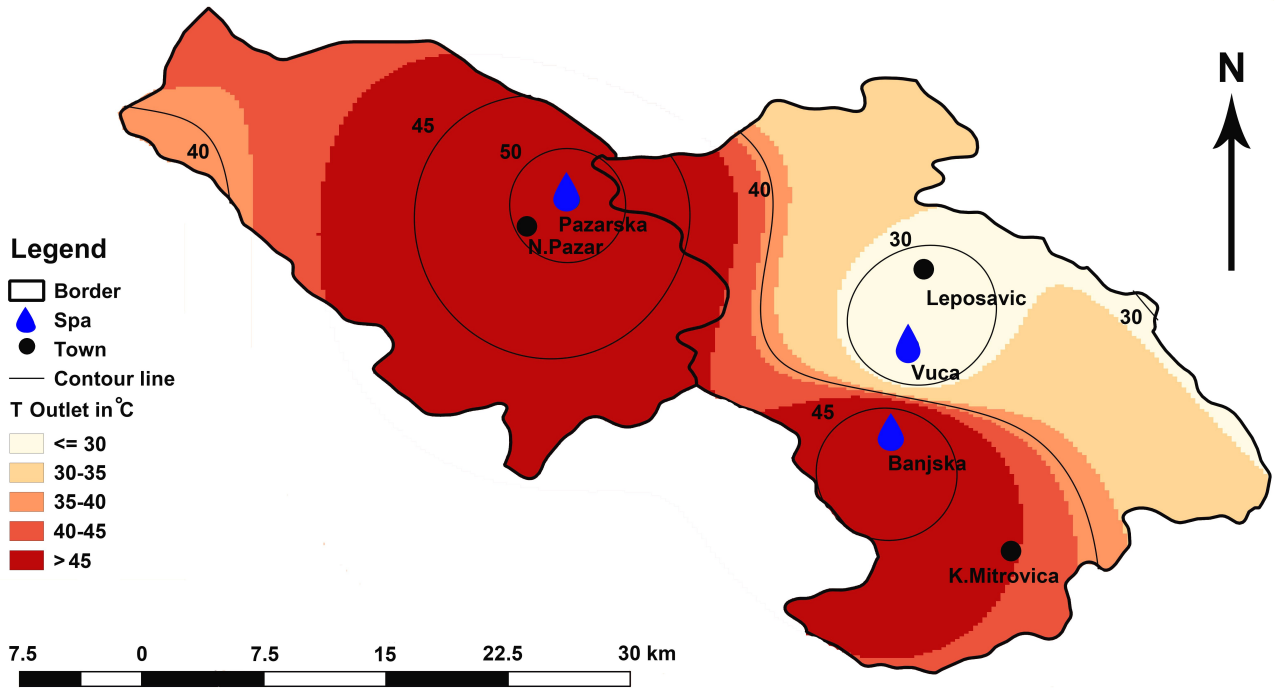 N
45
50
40
40
Pazarska
N.Pazar
30
Leposavic
30
Vuca
45
Banjska
K.Mitrovica
Legend
Border
Spa
Town
Contour line
T Outlet in °C
<= 30
30-35
35-40
40-45
> 45
7.5 0 7.5 15 22.5 30 km